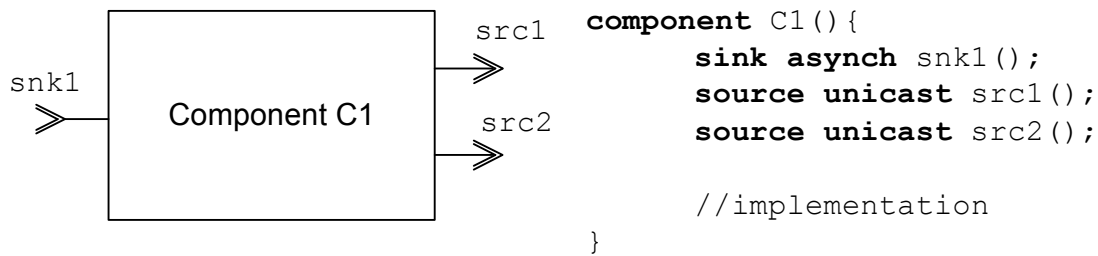 snk1
Component C1
src1
src2
component C1(){
sink asynch snk1();
source unicast src1();
source unicast src2();
//implementation
}